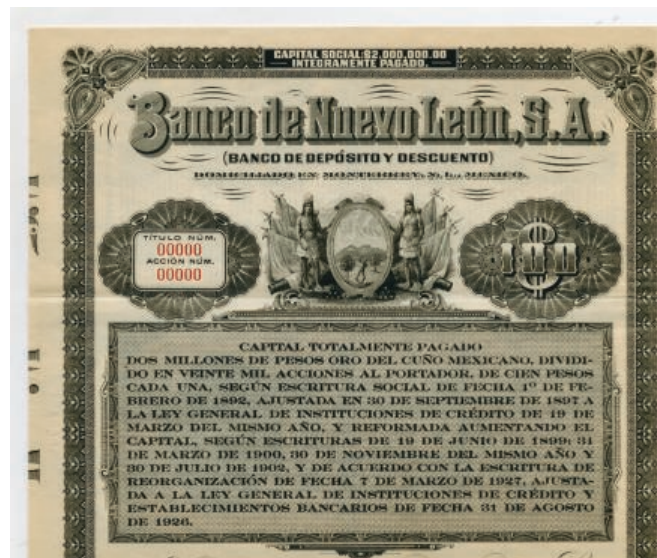 CAPITAL SOCIAL:$2,000,000.00
INTEGRAMENTE PAGADO.
Banco de Nuevo León, S.A.
(BANCO DE DEPÓSITO Y DESCUENTO)
DOMICILIADO EN MONTERREY, N. L., MEXICO.
TÍTULO NÚM.
00000
ACCIÓN NÚM.
00000
$100
CAPITAL TOTALMENTE PAGADO
DOS MILLONES DE PESOS ORO DEL CUÑO MEXICANO, DIVIDI-
DO EN VEINTE MIL ACCIONES AL PORTADOR, DE CIEN PESOS
CADA UNA, SEGÚN ESCRITURA SOCIAL DE FECHA 1º DE FE-
BRERO DE 1892, AJUSTADA EN 30 DE SEPTIEMBRE DE 1897 A
LA LEY GENERAL DE INSTITUCIONES DE CRÉDITO DE 19 DE
MARZO DEL MISMO AÑO, Y REFORMADA AUMENTANDO EL
CAPITAL, SEGÚN ESCRITURAS DE 19 DE JUNIO DE 1899; 31
DE MARZO DE 1900, 30 DE NOVIEMBRE DEL MISMO AÑO Y
30 DE JULIO DE 1902, Y DE ACUERDO CON LA ESCRITURA DE
REORGANIZACIÓN DE FECHA 7 DE MARZO DE 1927, AJUSTA-
DA A LA LEY GENERAL DE INSTITUCIONES DE CRÉDITO Y
ESTABLECIMIENTOS BANCARIOS DE FECHA 31 DE AGOSTO
DE 1926.